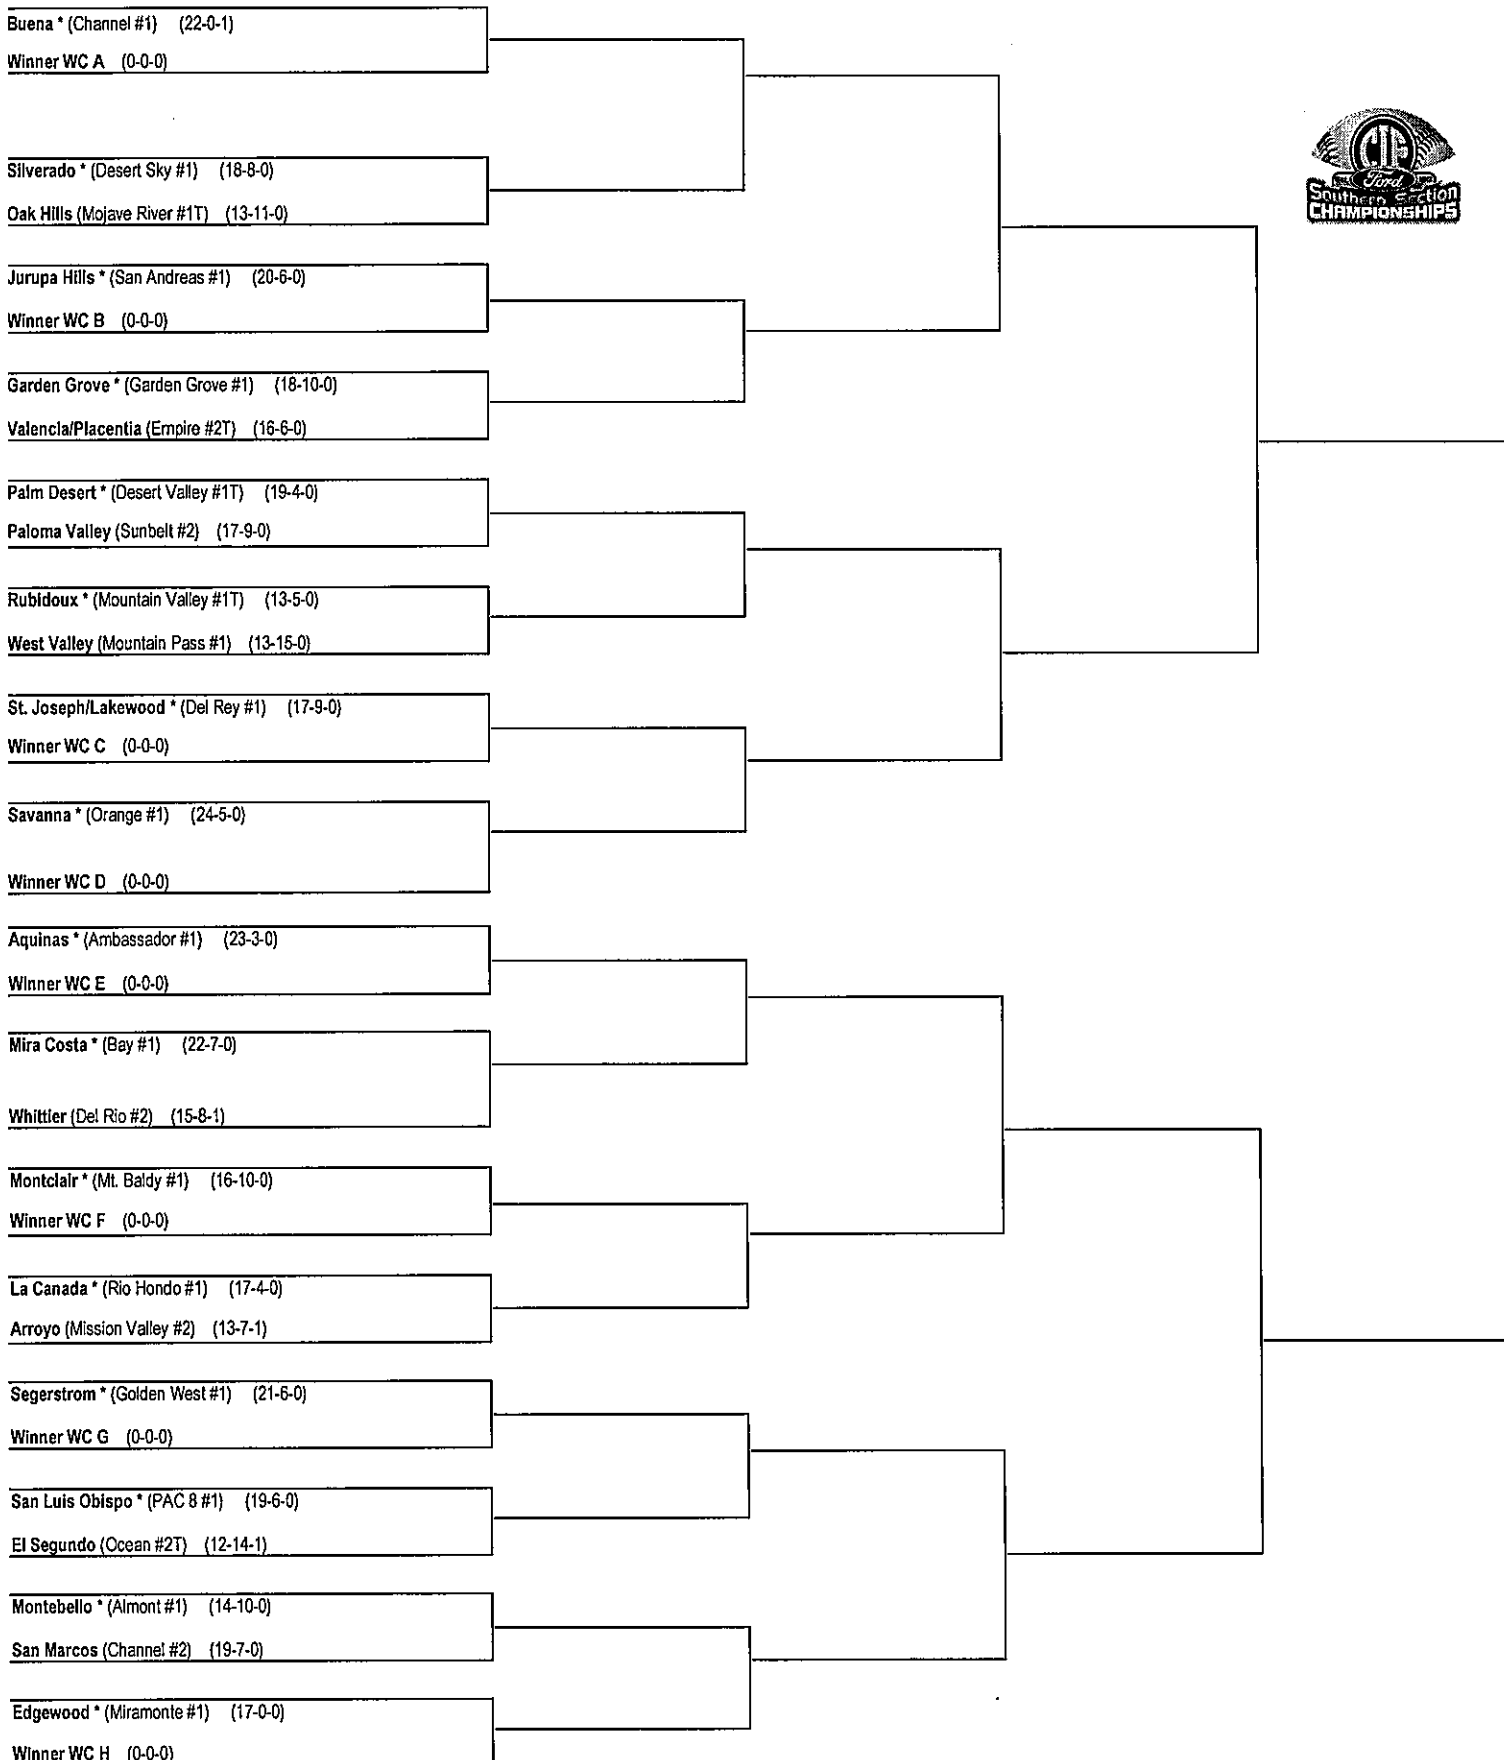 Buena * (Channel #1) (22-0-1)
Winner WC A (0-0-0)
Silverado * (Desert Sky #1) (18-8-0)
Oak Hills (Mojave River #1T) (13-11-0)
Jurupa Hills * (San Andreas #1) (20-6-0)
Winner WC B (0-0-0)
Garden Grove * (Garden Grove #1) (18-10-0)
Valencia/Placentia (Empire #2T) (16-6-0)
Palm Desert * (Desert Valley #1T) (19-4-0)
Paloma Valley (Sunbelt #2) (17-9-0)
Rubidoux * (Mountain Valley #1T) (13-5-0)
West Valley (Mountain Pass #1) (13-15-0)
St. Joseph/Lakewood * (Del Rey #1) (17-9-0)
Winner WC C (0-0-0)
Savanna * (Orange #1) (24-5-0)
Winner WC D (0-0-0)
Aquinas * (Ambassador #1) (23-3-0)
Winner WC E (0-0-0)
Mira Costa * (Bay #1) (22-7-0)
Whittier (Del Rio #2) (15-8-1)
Montclair * (Mt. Baldy #1) (16-10-0)
Winner WC F (0-0-0)
La Canada * (Rio Hondo #1) (17-4-0)
Arroyo (Mission Valley #2) (13-7-1)
Segerstrom * (Golden West #1) (21-6-0)
Winner WC G (0-0-0)
San Luis Obispo * (PAC 8 #1) (19-6-0)
El Segundo (Ocean #2T) (12-14-1)
Montebello * (Almont #1) (14-10-0)
San Marcos (Channel #2) (19-7-0)
Edgewood * (Miramonte #1) (17-0-0)
Winner WC H (0-0-0)
CIF
Ford
Southern Section
CHAMPIONSHIPS